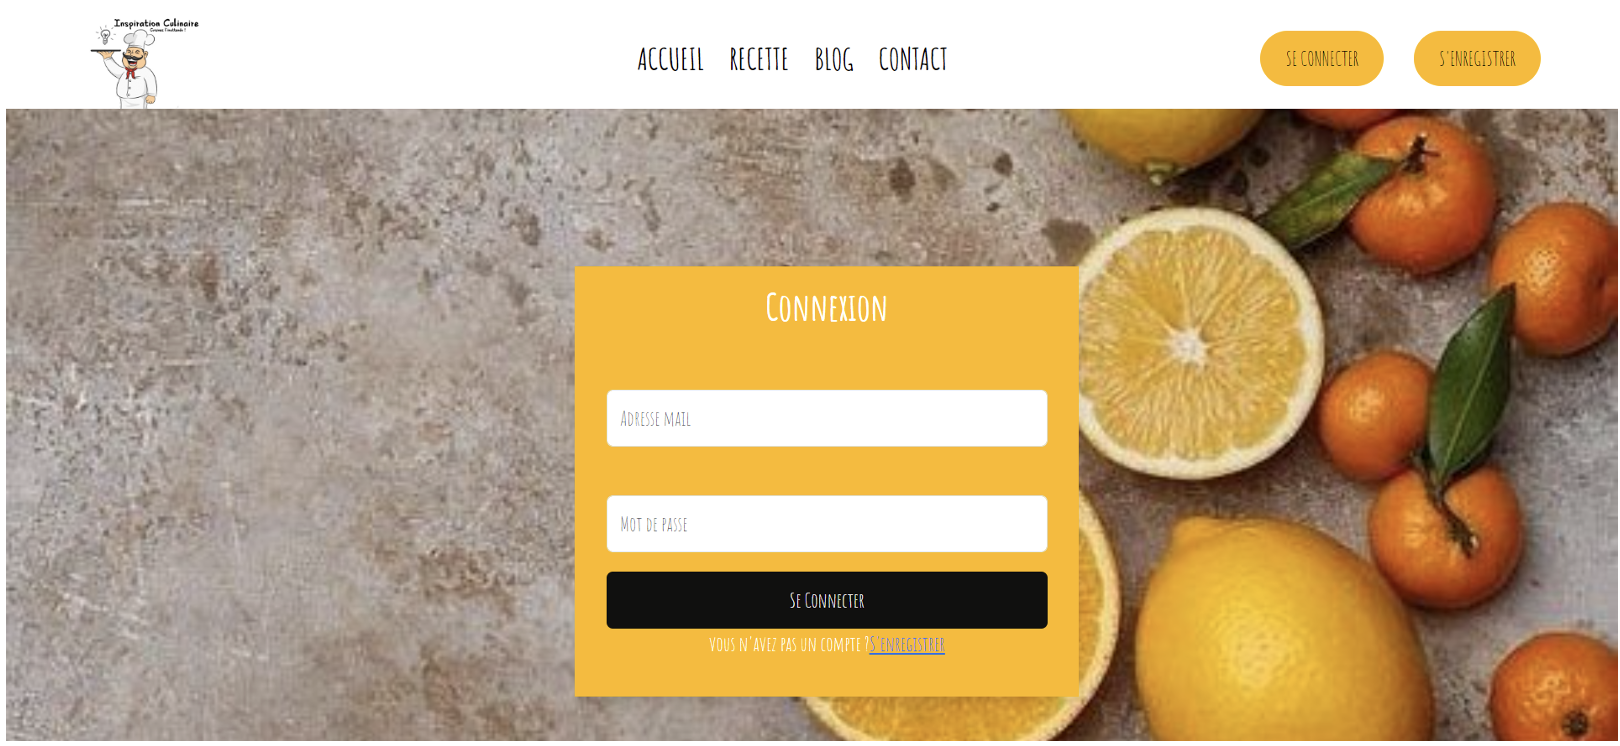 Inspiration Culinaire
ACCUEIL RECETTE BLOG CONTACT
SE CONNECTER S'ENREGISTRER
Connexion
Adresse mail
Mot de passe
Se Connecter
vous n'avez pas un compte ?S'enregistrer